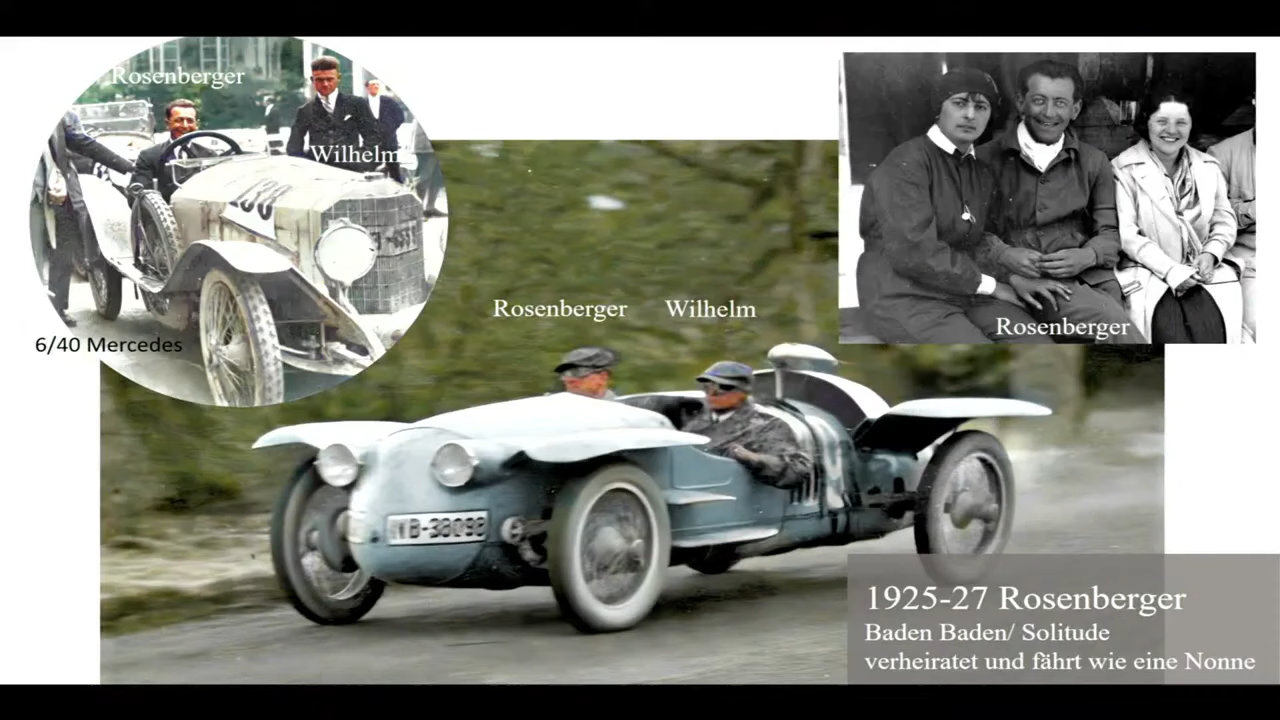 Rosenberger
Wilhelm
6/40 Mercedes
Rosenberger
Rosenberger Wilhelm
IVB-38098
1925-27 Rosenberger
Baden Baden/ Solitude
verheiratet und fährt wie eine Nonne